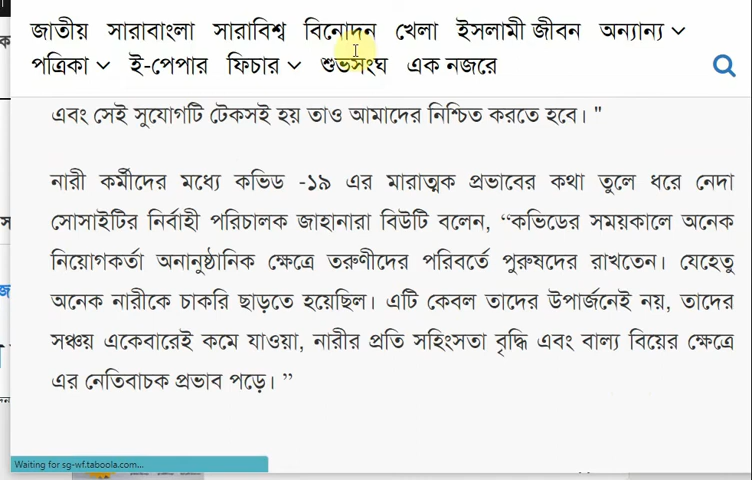 জাতীয় সারাবাংলা সারাবিশ্ব বিনোদন খেলা ইসলামী জীবন অন্যান্য
পত্রিকা ই-পেপার ফিচার শুভসংঘ এক নজরে
এবং সেই সুযোগটি টেকসই হয় তাও আমাদের নিশ্চিত করতে হবে। "
নারী কর্মীদের মধ্যে কভিড -১৯ এর মারাত্মক প্রভাবের কথা তুলে ধরে নেদা
সোসাইটির নির্বাহী পরিচালক জাহানারা বিউটি বলেন, “কভিডের সময়কালে অনেক
নিয়োগকর্তা অনানুষ্ঠানিক ক্ষেত্রে তরুণীদের পরিবর্তে পুরুষদের রাখতেন। যেহেতু
অনেক নারীকে চাকরি ছাড়তে হয়েছিল। এটি কেবল তাদের উপার্জনেই নয়, তাদের
সঞ্চয় একেবারেই কমে যাওয়া, নারীর প্রতি সহিংসতা বৃদ্ধি এবং বাল্য বিয়ের ক্ষেত্রে
এর নেতিবাচক প্রভাব পড়ে। ”
Waiting for sg-wf.taboola.com...